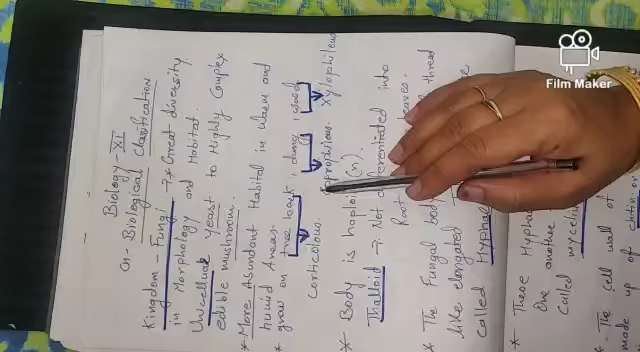 Biology - XI
Ch - Biological Classification
Kingdom - Fungi → * Great diversity
in Morphology and Habitat.
Unicellular Yeast to Highly Complex
edible mushrooms.
* More Abundant Habitat in warm and
humid Areas.
* grow on tree bark, dung, wood
corticolous. Xylophilous
* Body is haploid (n).
Thalloid → Not differentiated into
Root leaves.
* The Fungal body thread
like elongated
Called Hyphae
* These Hyphae
One another
Called mycelium
* The cell wall of
made up of chitin or
Film Maker